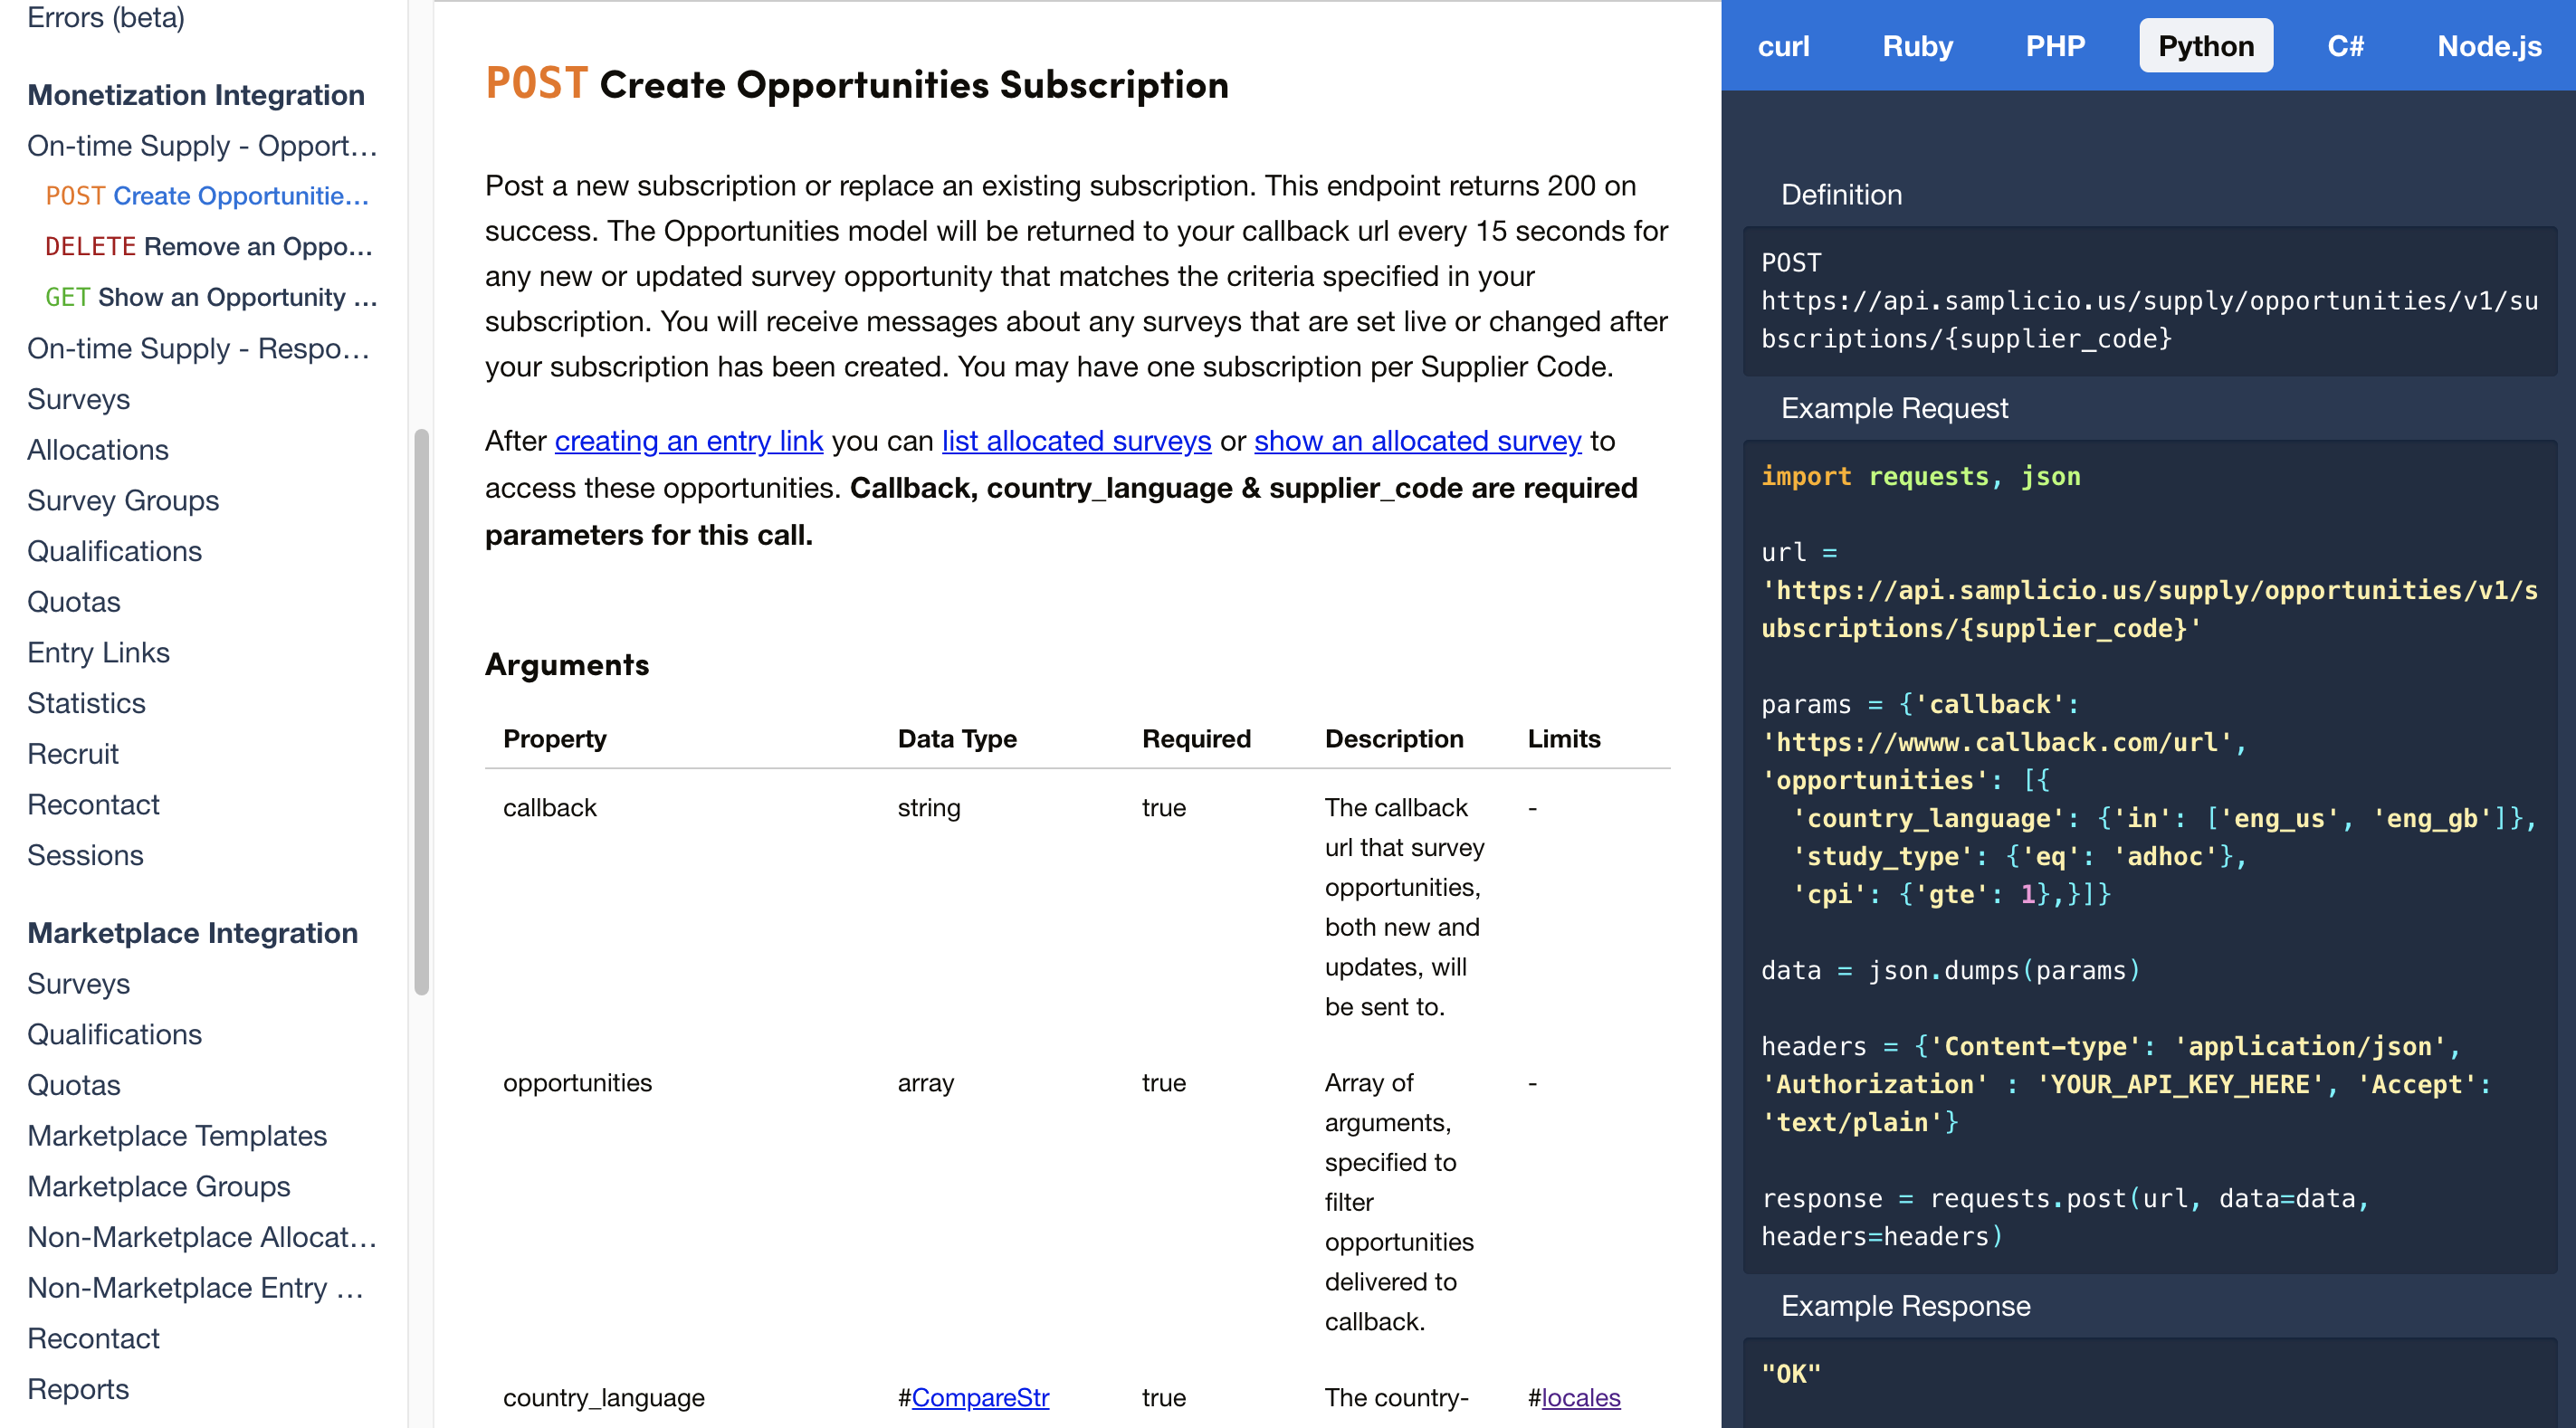 Errors (beta)
Monetization Integration
On-time Supply - Opport...
POST Create Opportunitie...
DELETE Remove an Oppo...
GET Show an Opportunity ...
On-time Supply - Respo...
Surveys
Allocations
Survey Groups
Qualifications
Quotas
Entry Links
Statistics
Recruit
Recontact
Sessions
Marketplace Integration
Surveys
Qualifications
Quotas
Marketplace Templates
Marketplace Groups
Non-Marketplace Allocat...
Non-Marketplace Entry ...
Recontact
Reports
POST Create Opportunities Subscription
Post a new subscription or replace an existing subscription. This endpoint returns 200 on
success. The Opportunities model will be returned to your callback url every 15 seconds for
any new or updated survey opportunity that matches the criteria specified in your
subscription. You will receive messages about any surveys that are set live or changed after
your subscription has been created. You may have one subscription per Supplier Code.
After creating an entry link you can list allocated surveys or show an allocated survey to
access these opportunities. Callback, country_language & supplier_code are required
parameters for this call.
Arguments
Property Data Type Required Description Limits
callback string true The callback -
url that survey
opportunities,
both new and
updates, will
be sent to.
opportunities array true Array of -
arguments,
specified to
filter
opportunities
delivered to
callback.
country_language #CompareStr true The country- #locales
curl Ruby PHP Python C# Node.js
Definition
POST
https://api.samplicio.us/supply/opportunities/v1/su
bscriptions/{supplier_code}
Example Request
import requests, json
url =
'https://api.samplicio.us/supply/opportunities/v1/s
ubscriptions/{supplier_code}'
params = {'callback':
'https://wwww.callback.com/url',
'opportunities': [{
'country_language': {'in': ['eng_us', 'eng_gb']},
'study_type': {'eq': 'adhoc'},
'cpi': {'gte': 1},}]}
data = json.dumps(params)
headers = {'Content-type': 'application/json',
'Authorization' : 'YOUR_API_KEY_HERE', 'Accept':
'text/plain'}
response = requests.post(url, data=data,
headers=headers)
Example Response
"OK"